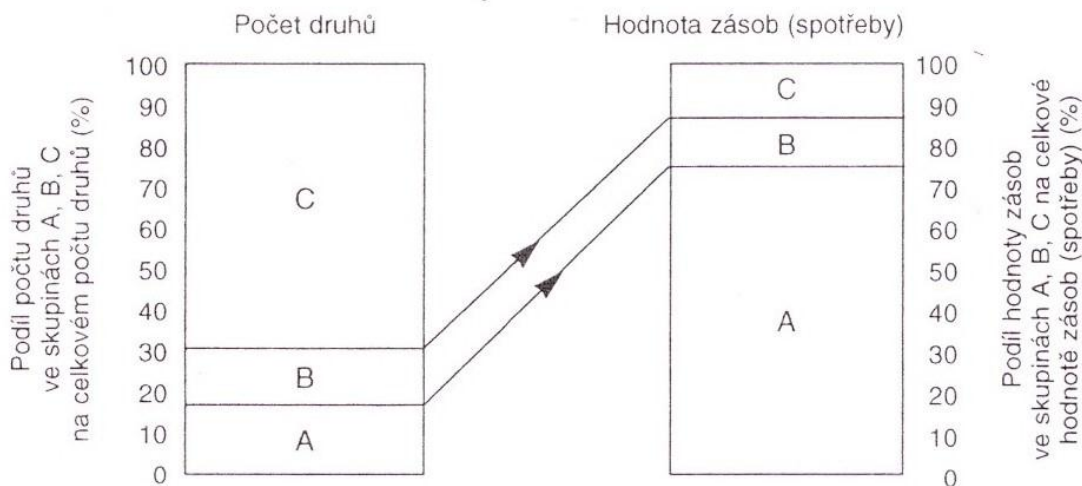 Počet druhů
Hodnota zásob (spotřeby)
Podíl počtu druhů
ve skupinách A, B, C
na celkovém počtu druhů (%)
100
90
80
70
60
50
40
30
20
10
0
C
B
A
C
B
A
100
90
80
70
60
50
40
30
20
10
0
Podíl hodnoty zásob
ve skupinách A, B, C na celkové
hodnotě zásob (spotřeby) (%)